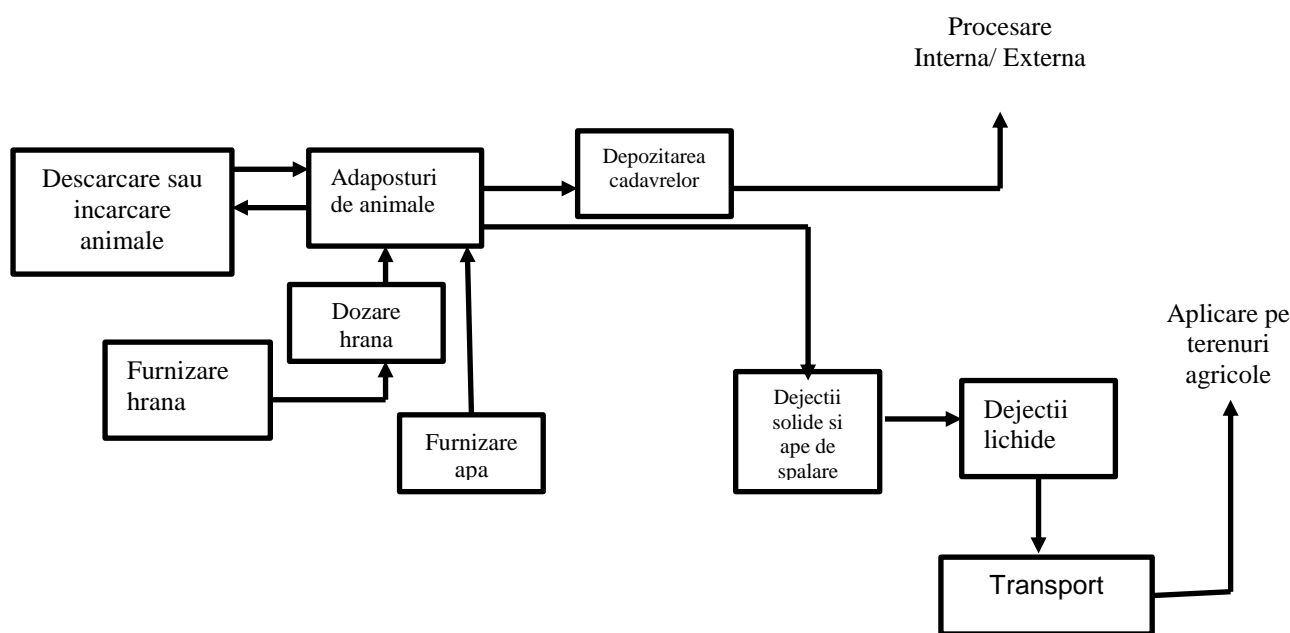 Procesare
Interna/ Externa
Descarcare sau
incarcare
animale
Adaposturi
de animale
Depozitarea
cadavrelor
Dozare
hrana
Furnizare
hrana
Furnizare
apa
Dejectii
solide si
ape de
spalare
Dejectii
lichide
Aplicare pe
terenuri
agricole
Transport